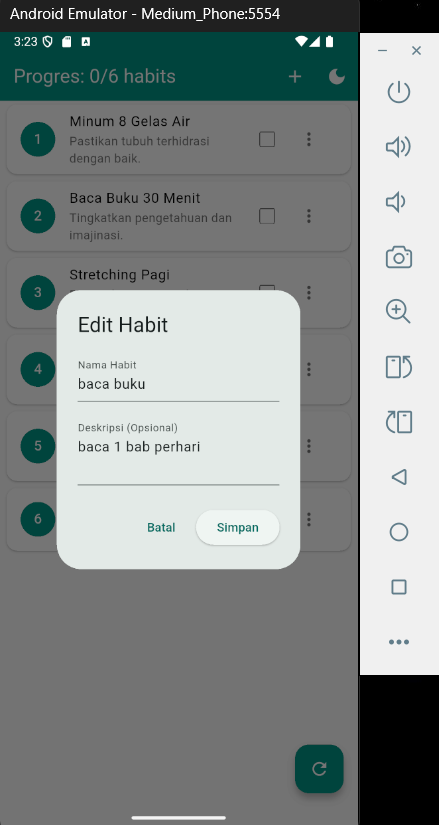 Android Emulator - Medium_Phone:5554
3:23
Progres: 0/6 habits
1
Minum 8 Gelas Air
Pastikan tubuh terhidrasi
dengan baik.
2
Baca Buku 30 Menit
Tingkatkan pengetahuan dan
imajinasi.
3
Stretching Pagi
4
5
6
Edit Habit
Nama Habit
baca buku
Deskripsi (Opsional)
baca 1 bab perhari
Batal
Simpan